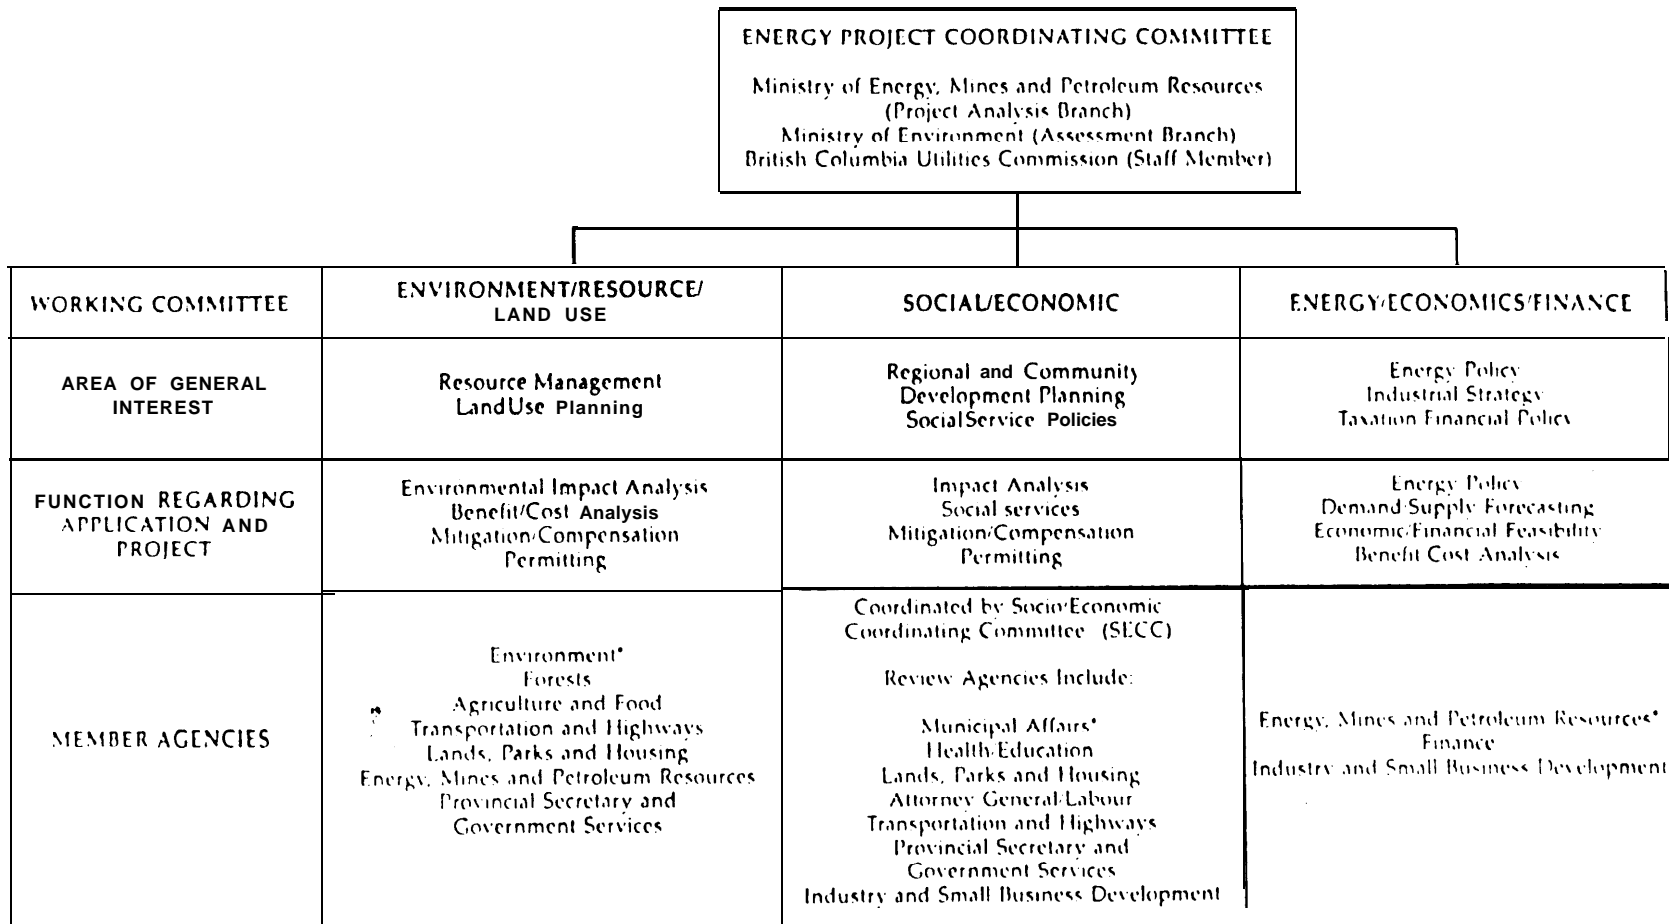 ENERGY PROJECT COORDINATING COMMITTEE
Ministry of Energy, Mines and Petroleum Resources
(Project Analysis Branch)
Ministry of Environment (Assessment Branch)
British Columbia Utilities Commission (Staff Member)
WORKING COMMITTEE
ENVIRONMENT/RESOURCE/
LAND USE
SOCIAL/ECONOMIC
ENERGY/ECONOMICS/FINANCE
AREA OF GENERAL
INTEREST
Resource Management
Land Use Planning
Regional and Community
Development Planning
Social Service Policies
Energy Policy
Industrial Strategy
Taxation Financial Policy
FUNCTION REGARDING
APPLICATION AND
PROJECT
Environmental Impact Analysis
Benefit/Cost Analysis
Mitigation/Compensation
Permitting
Impact Analysis
Social services
Mitigation/Compensation
Permitting
Energy Policy
Demand/Supply Forecasting
Economic/Financial Feasibility
Benefit Cost Analysis
MEMBER AGENCIES
Environment*
Forests
Agriculture and Food
Transportation and Highways
Lands, Parks and Housing
Energy, Mines and Petroleum Resources
Provincial Secretary and
Government Services
Coordinated by Socio/Economic
Coordinating Committee (SECC)
Review Agencies Include:
Municipal Affairs*
Health/Education
Lands, Parks and Housing
Attorney General/Labour
Transportation and Highways
Provincial Secretary and
Government Services
Industry and Small Business Development
Energy, Mines and Petroleum Resources*
Finance
Industry and Small Business Development